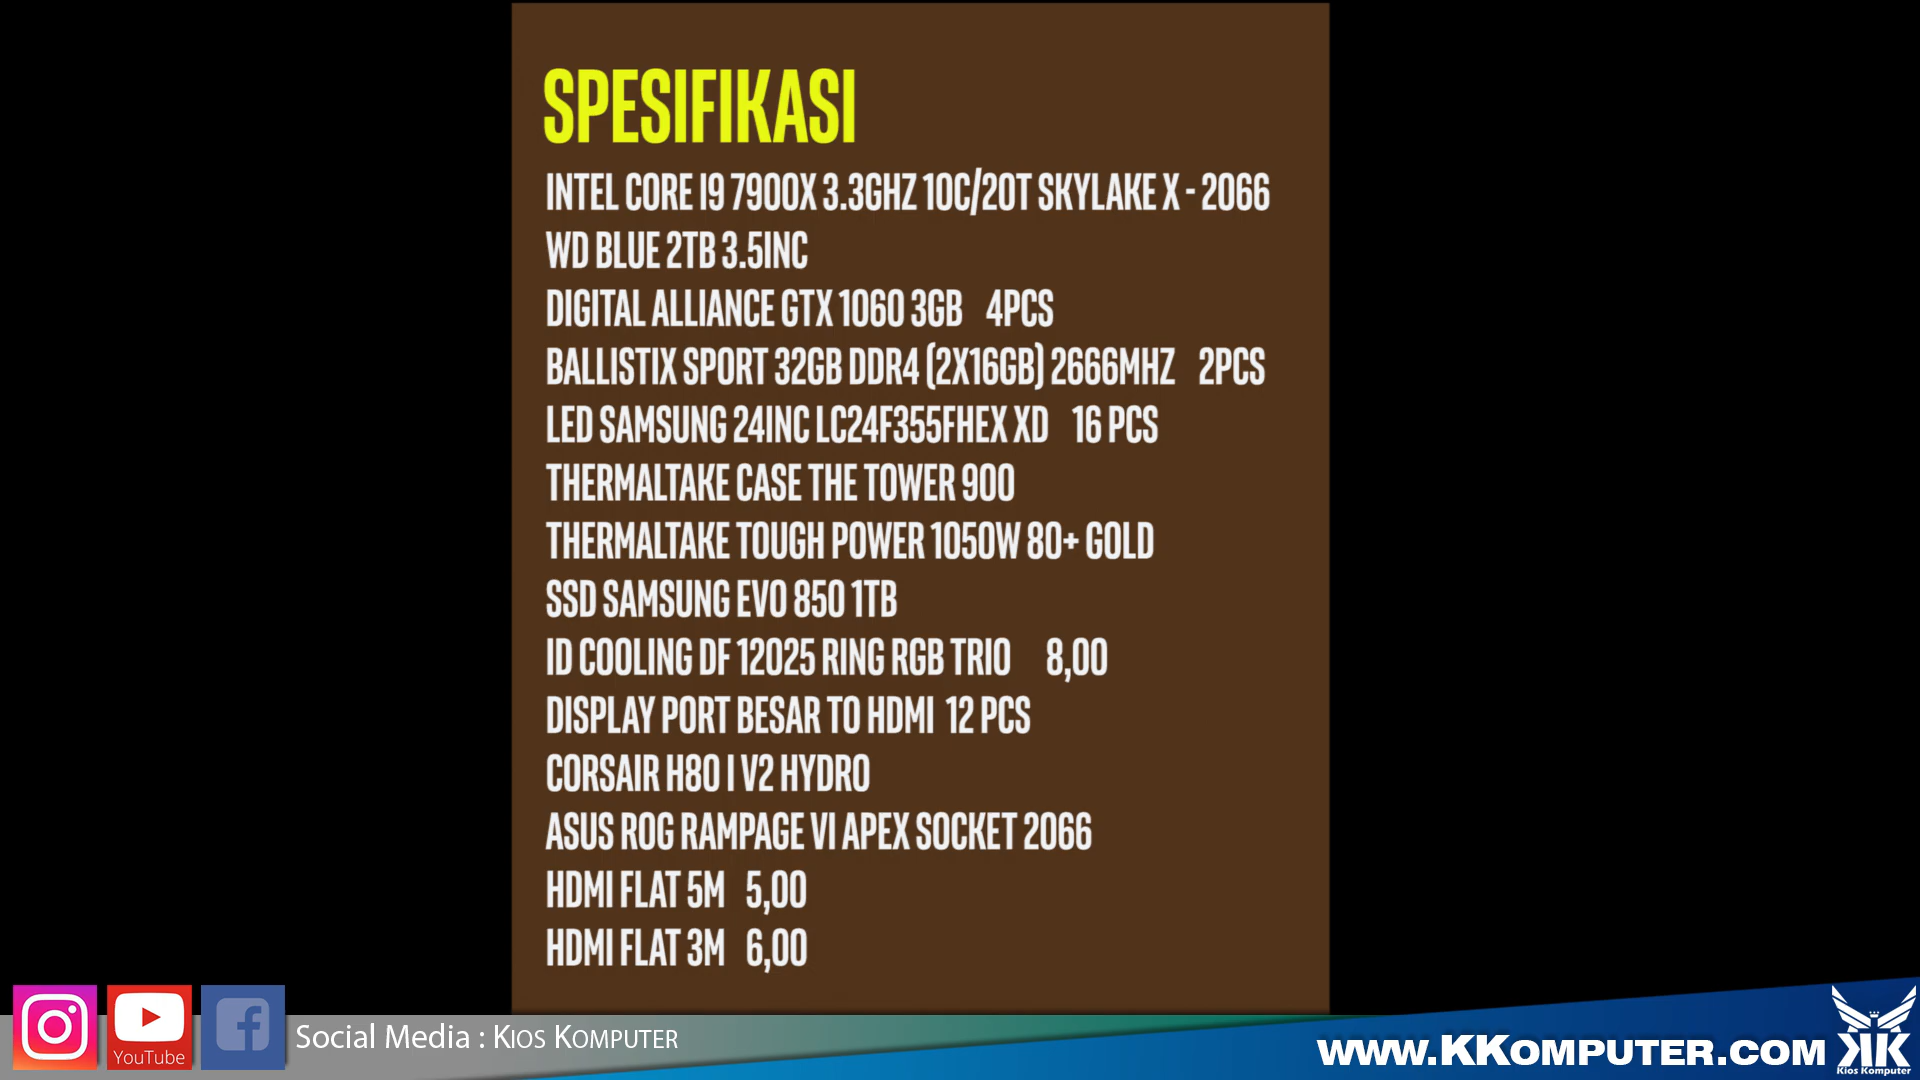 SPESIFIKASI
INTEL CORE I9 7900X 3.3GHZ 10C/20T SKYLAKE X - 2066
WD BLUE 2TB 3.5INC
DIGITAL ALLIANCE GTX 1060 3GB 4PCS
BALLISTIX SPORT 32GB DDR4 (2X16GB) 2666MHZ 2PCS
LED SAMSUNG 24INC LC24F355FHEX XD 16 PCS
THERMALTAKE CASE THE TOWER 900
THERMALTAKE TOUGH POWER 1050W 80+ GOLD
SSD SAMSUNG EVO 850 1TB
ID COOLING DF 12025 RING RGB TRIO 8,00
DISPLAY PORT BESAR TO HDMI 12 PCS
CORSAIR H80 I V2 HYDRO
ASUS ROG RAMPAGE VI APEX SOCKET 2066
HDMI FLAT 5M 5,00
HDMI FLAT 3M 6,00
YouTube
Social Media : KIOS KOMPUTER
WWW.KKOMPUTER.COM
KK
Kios Komputer